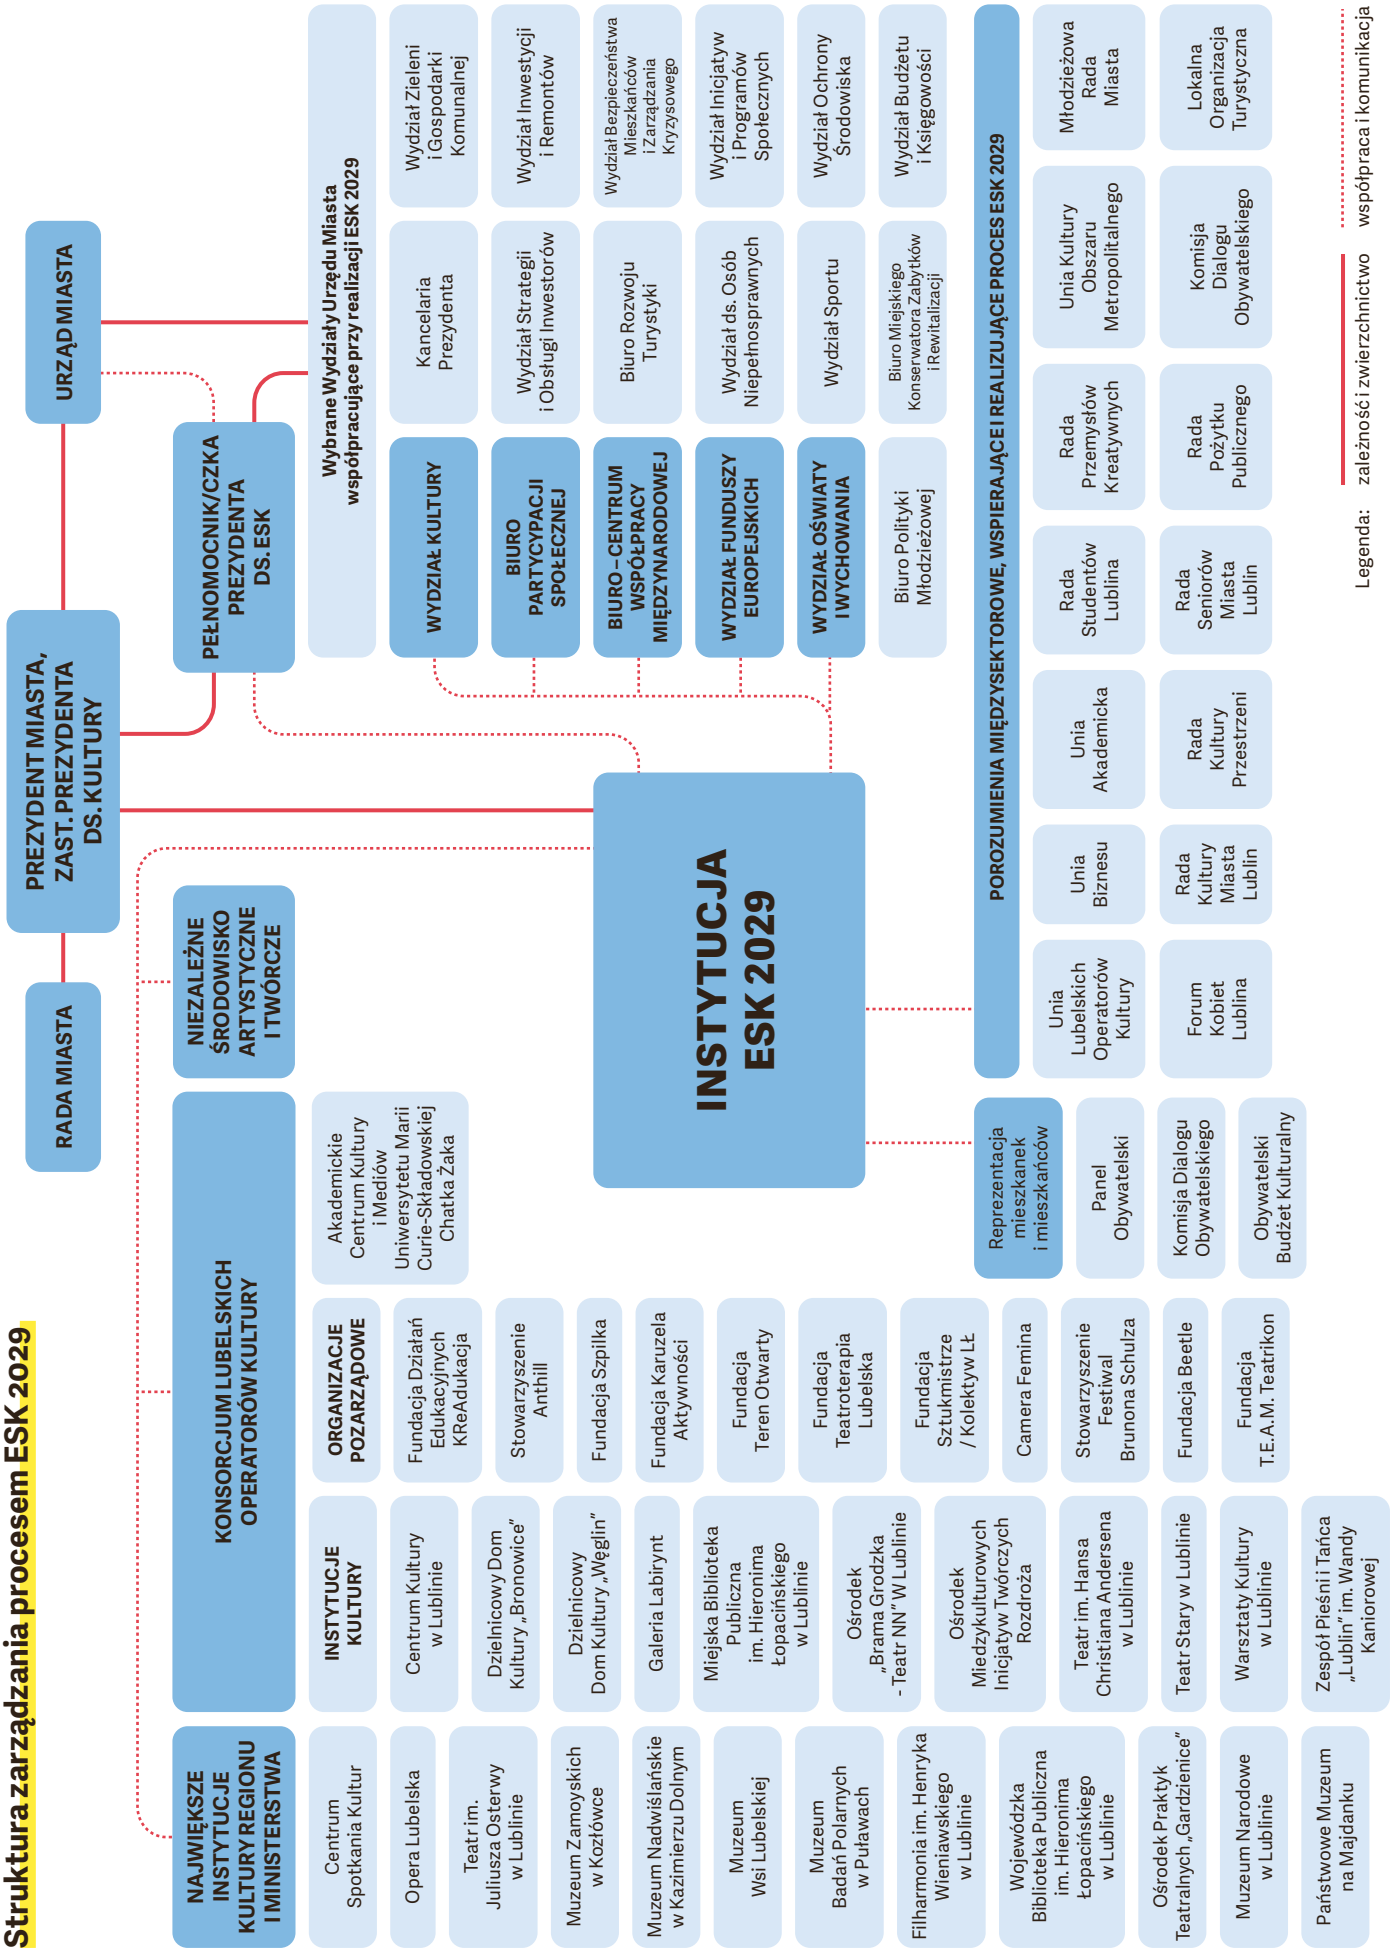 Struktura zarządzania procesem ESK 2029
RADA MIASTA
PREZYDENT MIASTA,
ZAST. PREZYDENTA
DS. KULTURY
URZĄD MIASTA
PEŁNOMOCNIK/CZKA
PREZYDENTA
DS. ESK
NAJWIĘKSZE
INSTYTUCJE
KULTURY REGIONU
I MINISTERSTWA
Centrum
Spotkania Kultur
Opera Lubelska
Teatr im.
Juliusza Osterwy
w Lublinie
Muzeum Zamoyskich
w Kozłówce
Muzeum Nadwiślańskie
w Kazimierzu Dolnym
Muzeum
Wsi Lubelskiej
Muzeum
Badań Polarnych
w Puławach
Filharmonia im. Henryka
Wieniawskiego
w Lublinie
Wojewódzka
Biblioteka Publiczna
im. Hieronima
Łopacińskiego
w Lublinie
Ośrodek Praktyk
Teatralnych „Gardzienice”
Muzeum Narodowe
w Lublinie
Państwowe Muzeum
na Majdanku
KONSORCJUM LUBELSKICH
OPERATORÓW KULTURY
INSTYTUCJE
KULTURY
Centrum Kultury
w Lublinie
Dzielnicowy Dom
Kultury „Bronowice”
Dzielnicowy
Dom Kultury „Węglin”
Galeria Labirynt
Miejska Biblioteka
Publiczna
im. Hieronima
Łopacińskiego
w Lublinie
Ośrodek
„Brama Grodzka
- Teatr NN” W Lublinie
Ośrodek
Miedzykulturowych
Inicjatyw Twórczych
Rozdroża
Teatr im. Hansa
Christiana Andersena
w Lublinie
Teatr Stary w Lublinie
Warsztaty Kultury
w Lublinie
Zespół Pieśni i Tańca
„Lublin” im. Wandy
Kaniorowej
ORGANIZACJE
POZARZĄDOWE
Fundacja Działań
Edukacyjnych
KReAdukacja
Stowarzyszenie
Anthill
Fundacja Szpilka
Fundacja Karuzela
Aktywności
Fundacja
Teren Otwarty
Fundacja
Teatroterapia
Lubelska
Fundacja
Sztukmistrze
/ Kolektyw LŁ
Camera Femina
Stowarzyszenie
Festiwal
Brunona Schulza
Fundacja Beetle
Fundacja
T.E.A.M. Teatrikon
Akademickie
Centrum Kultury
i Mediów
Uniwersytetu Marii
Curie-Składowskiej
Chatka Żaka
NIEZALEŻNE
ŚRODOWISKO
ARTYSTYCZNE
I TWÓRCZE
INSTYTUCJA
ESK 2029
Wybrane Wydziały Urzędu Miasta
współpracujące przy realizacji ESK 2029
WYDZIAŁ KULTURY
Kancelaria
Prezydenta
Wydział Zieleni
i Gospodarki
Komunalnej
BIURO
PARTYCYPACJI
SPOŁECZNEJ
Wydział Strategii
i Obsługi Inwestorów
Wydział Inwestycji
i Remontów
BIURO – CENTRUM
WSPÓŁPRACY
MIĘDZYNARODOWEJ
Biuro Rozwoju
Turystyki
Wydział Bezpieczeństwa
Mieszkańców
i Zarządzania
Kryzysowego
WYDZIAŁ FUNDUSZY
EUROPEJSKICH
Wydział ds. Osób
Niepełnosprawnych
Wydział Inicjatyw
i Programów
Społecznych
WYDZIAŁ OŚWIATY
I WYCHOWANIA
Wydział Sportu
Wydział Ochrony
Środowiska
Biuro Polityki
Młodzieżowej
Biuro Miejskiego
Konserwatora Zabytków
i Rewitalizacji
Wydział Budżetu
i Księgowości
Reprezentacja
mieszkanek
i mieszkańców
Panel
Obywatelski
Komisja Dialogu
Obywatelskiego
Obywatelski
Budżet Kulturalny
POROZUMIENIA MIĘDZYSEKTOROWE, WSPIERAJĄCE I REALIZUJĄCE PROCES ESK 2029
Unia
Lubelskich
Operatorów
Kultury
Unia
Biznesu
Unia
Akademicka
Rada
Studentów
Lublina
Rada
Przemysłów
Kreatywnych
Unia Kultury
Obszaru
Metropolitalnego
Młodzieżowa
Rada
Miasta
Forum
Kobiet
Lublina
Rada
Kultury
Miasta
Lublin
Rada
Kultury
Przestrzeni
Rada
Seniorów
Miasta
Lublin
Rada
Pożytku
Publicznego
Komisja
Dialogu
Obywatelskiego
Lokalna
Organizacja
Turystyczna
Legenda:
zależność i zwierzchnictwo
współpraca i komunikacja